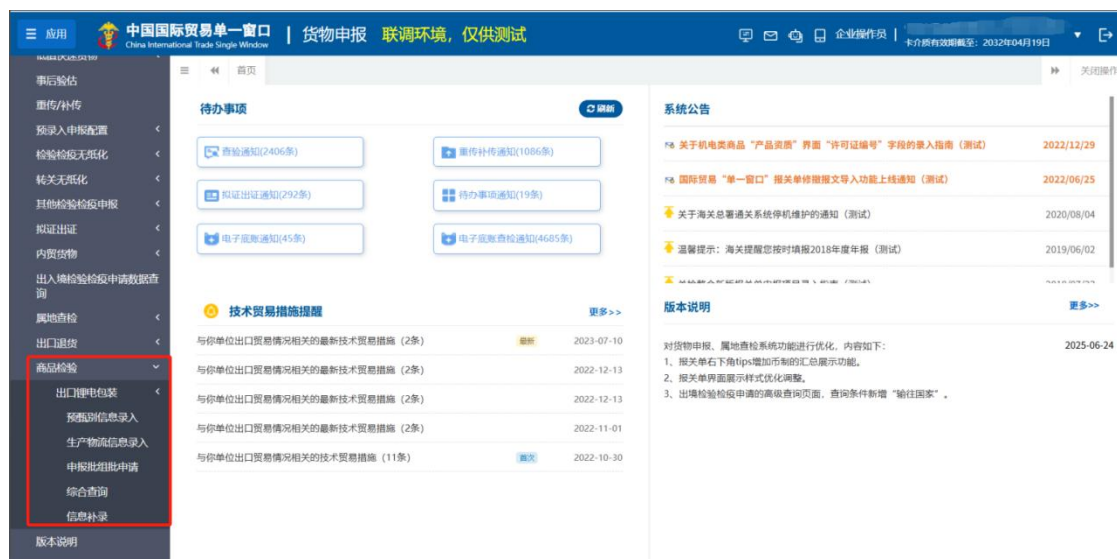 应用
中国国际贸易单一窗口
China International Trade Single Window
货物申报
联调环境，仅供测试
企业操作员
卡介质有效期截至：2032年04月19日
低值快速货物
事后验估
重传/补传
预录入申报配置
检验检疫无纸化
转关无纸化
其他检验检疫申报
拟证出证
内贸货物
出入境检验检疫申请数据查
询
属地查检
出口退货
商品检验
出口锂电包装
预甄别信息录入
生产物流信息录入
申报批组批申请
综合查询
信息补录
版本说明
首页
关闭操作
待办事项
刷新
查验通知(2406条)
重传补传通知(1086条)
拟证出证通知(292条)
待办事项通知(19条)
电子底账通知(45条)
电子底账查检通知(4685条)
技术贸易措施提醒
更多>>
与你单位出口贸易情况相关的最新技术贸易措施（2条） 最新 2023-07-10
与你单位出口贸易情况相关的最新技术贸易措施（2条） 2022-12-13
与你单位出口贸易情况相关的最新技术贸易措施（2条） 2022-12-13
与你单位出口贸易情况相关的最新技术贸易措施（2条） 2022-11-01
与你单位出口贸易情况相关的技术贸易措施（11条） 首次 2022-10-30
系统公告
关于机电类商品“产品资质”界面“许可证编号”字段的录入指南（测试） 2022/12/29
国际贸易“单一窗口”报关单修撤报文导入功能上线通知（测试） 2022/06/25
关于海关总署通关系统停机维护的通知（测试） 2020/08/04
温馨提示：海关提醒您按时填报2018年度年报（测试） 2019/06/02
版本说明
更多>>
对货物申报、属地查检系统功能进行优化，内容如下： 2025-06-24
1、报关单右下角tips增加币制的汇总展示功能。
2、报关单界面展示样式优化调整。
3、出境检验检疫申请的高级查询页面，查询条件新增“输往国家”。